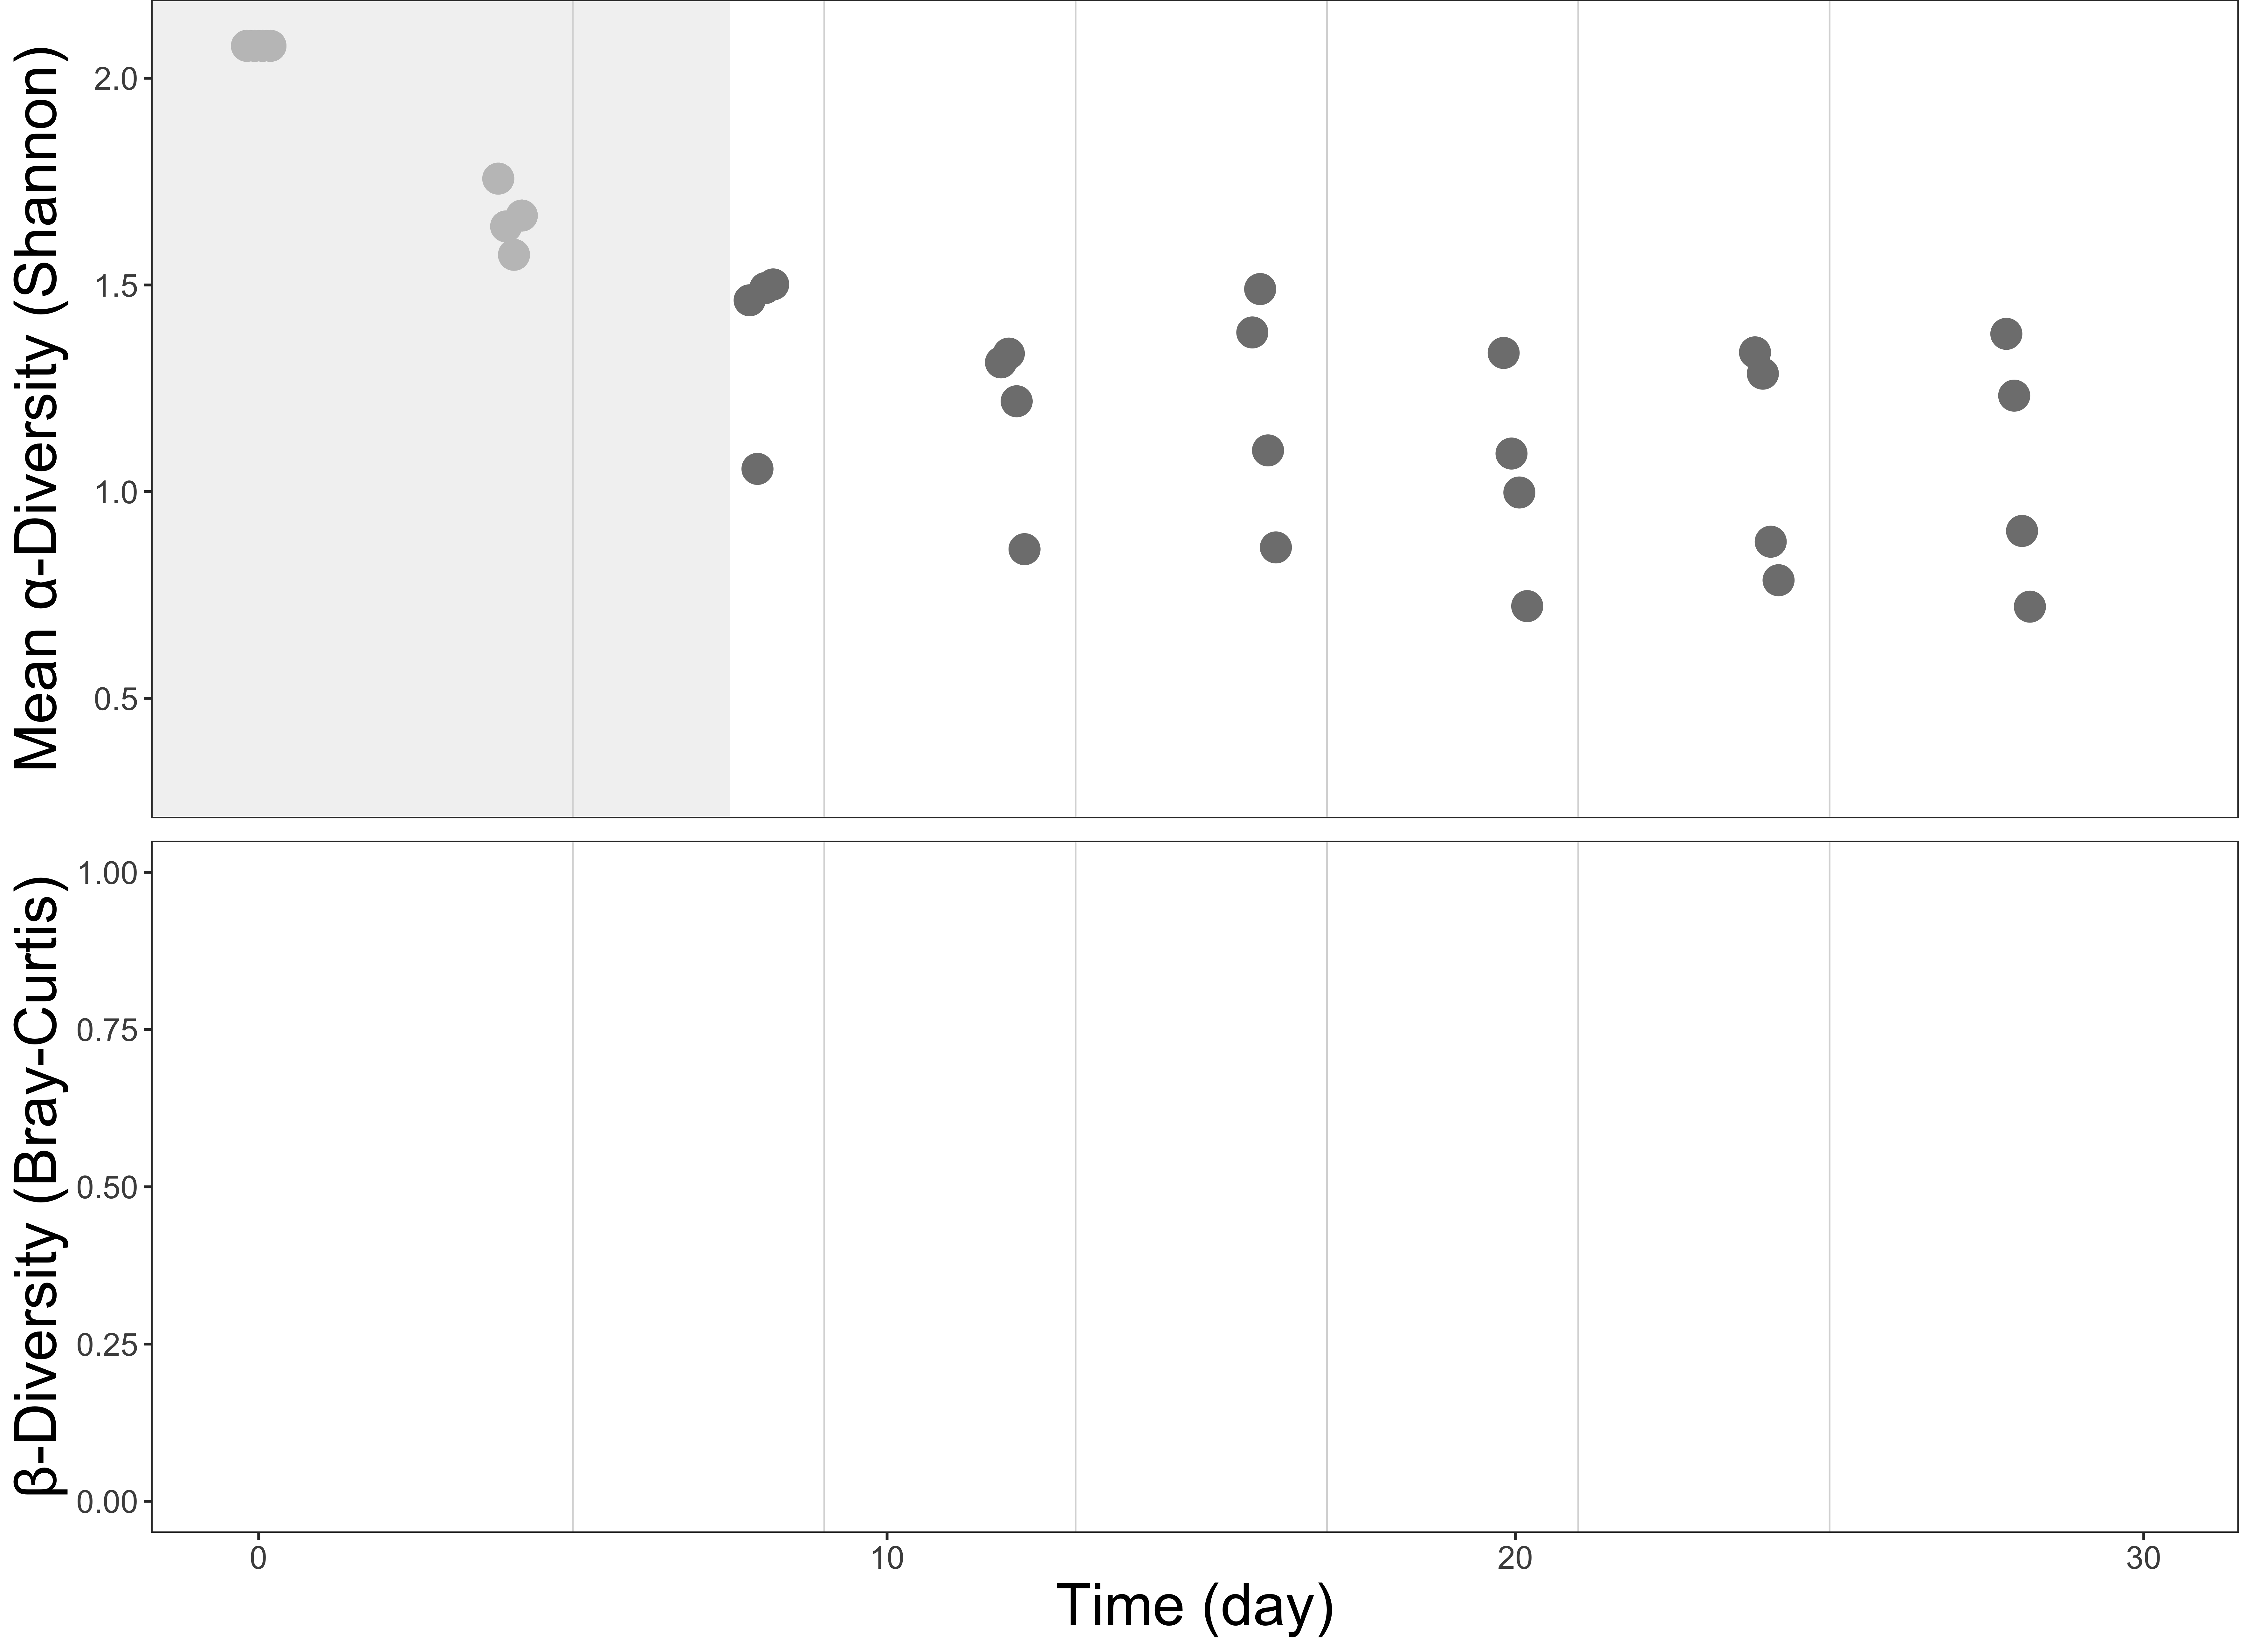 Mean α-Diversity (Shannon)
2.0
1.5
1.0
0.5
β-Diversity (Bray-Curtis)
1.00
0.75
0.50
0.25
0.00
0 10 20 30
Time (day)